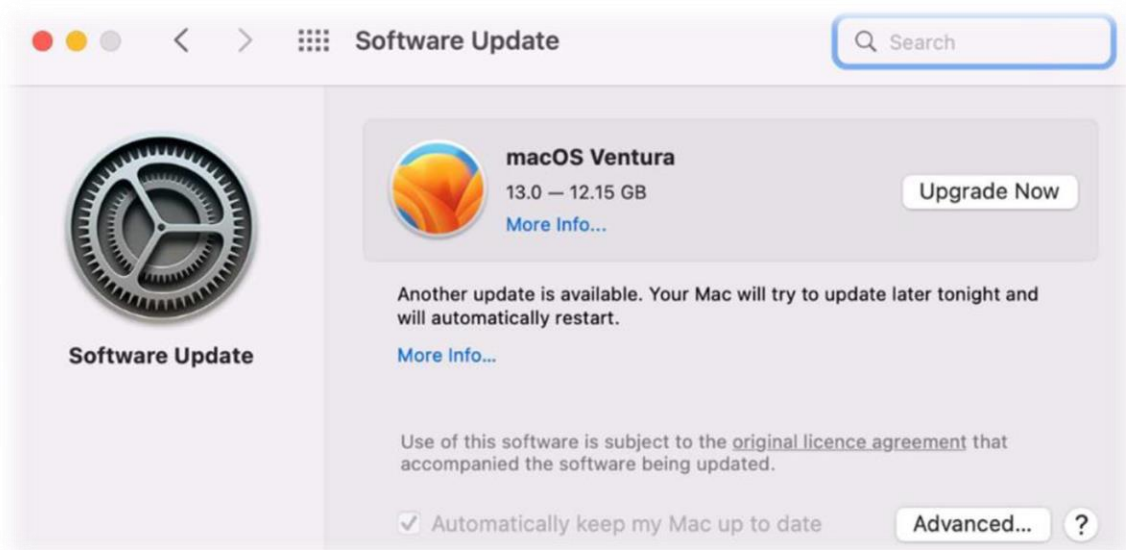 Software Update
Search
macOS Ventura
13.0 — 12.15 GB
Upgrade Now
More Info...
Another update is available. Your Mac will try to update later tonight and
will automatically restart.
Software Update
More Info...
Use of this software is subject to the original licence agreement that
accompanied the software being updated.
Automatically keep my Mac up to date
Advanced...
?